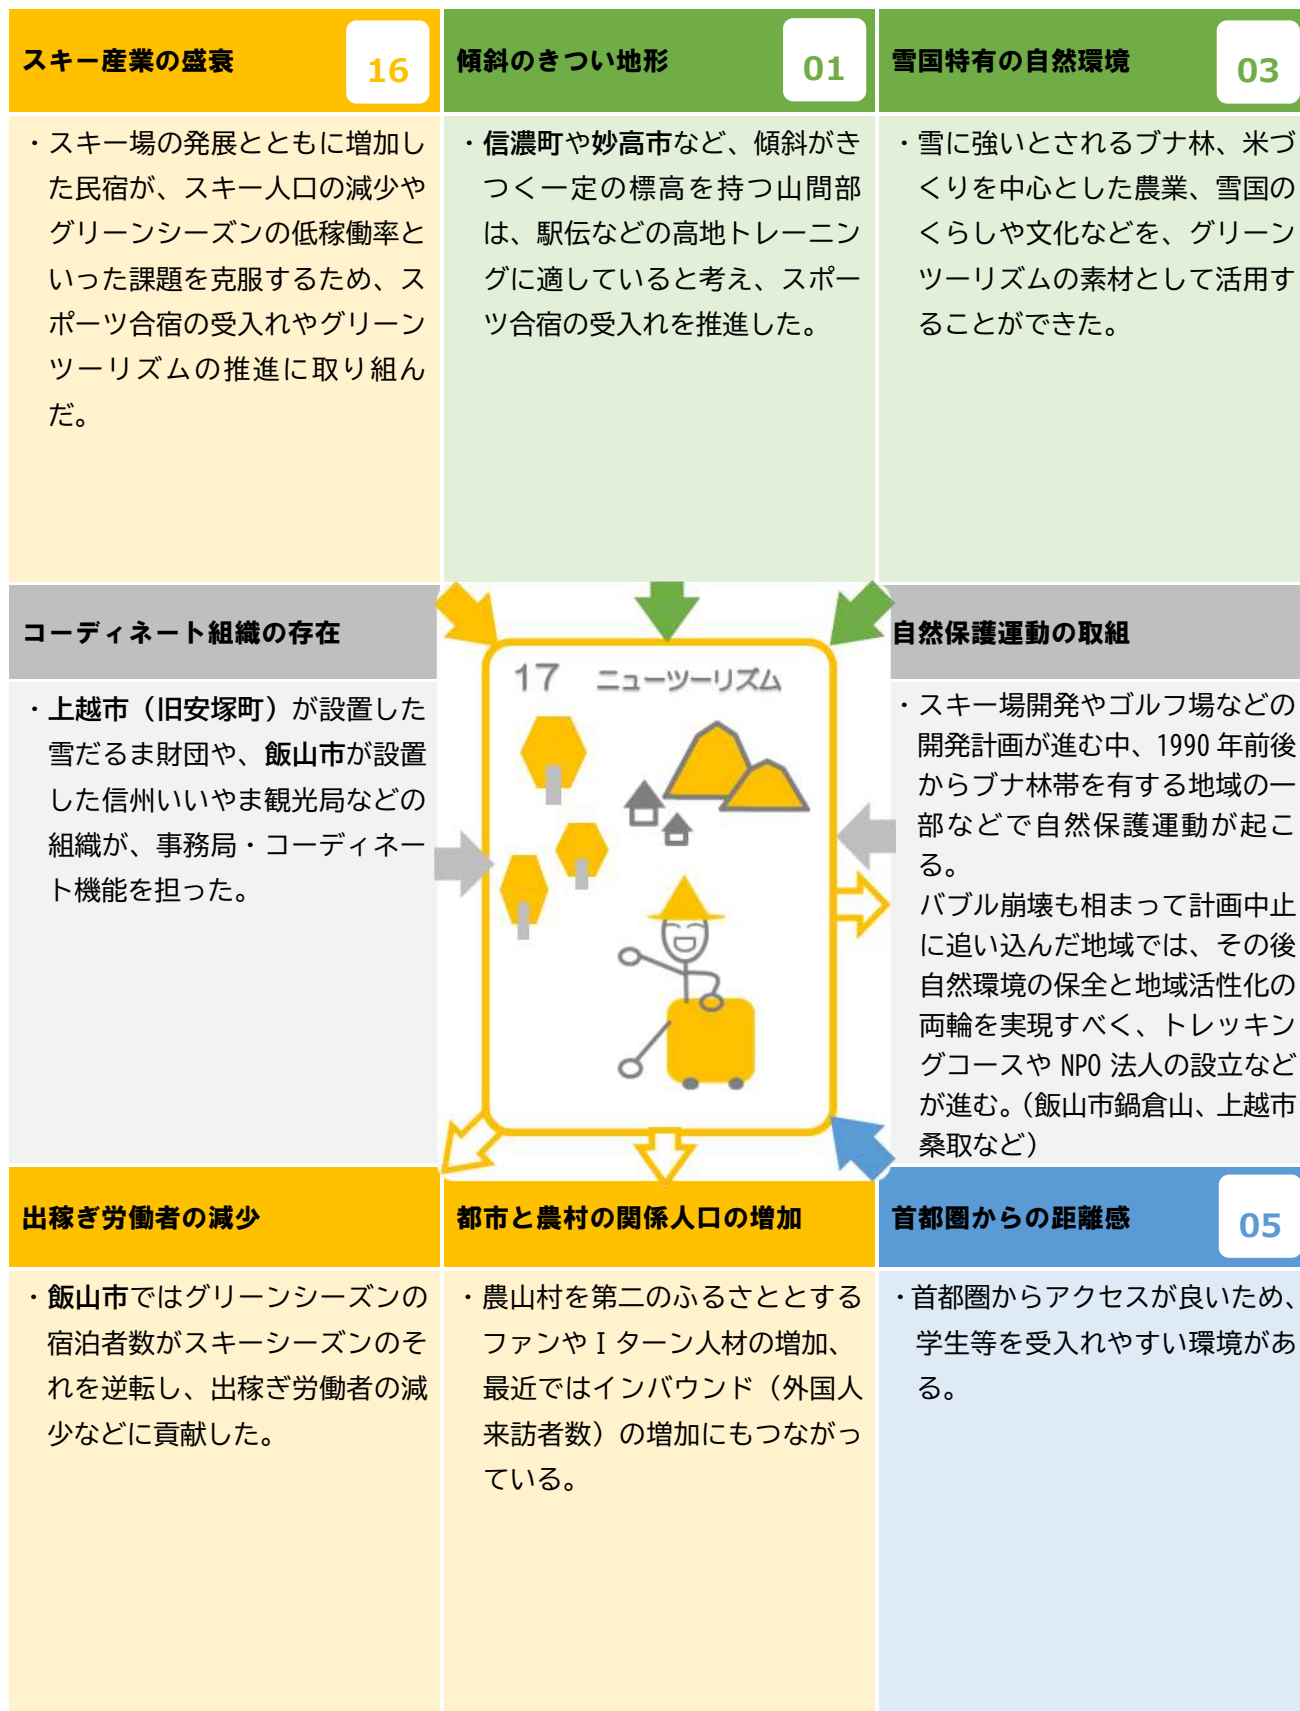 スキー産業の盛衰
16
・スキー場の発展とともに増加し
た民宿が、スキー人口の減少や
グリーンシーズンの低稼働率と
いった課題を克服するため、ス
ポーツ合宿の受入れやグリーン
ツーリズムの推進に取り組ん
だ。
傾斜のきつい地形
01
・信濃町や妙高市など、傾斜がき
つく一定の標高を持つ山間部
は、駅伝などの高地トレーニン
グに適していると考え、スポー
ツ合宿の受入れを推進した。
雪国特有の自然環境
03
・雪に強いとされるブナ林、米づ
くりを中心とした農業、雪国の
くらしや文化などを、グリーン
ツーリズムの素材として活用す
ることができた。
コーディネート組織の存在
・上越市（旧安塚町）が設置した
雪だるま財団や、飯山市が設置
した信州いいやま観光局などの
組織が、事務局・コーディネー
ト機能を担った。
17 ニューツーリズム
自然保護運動の取組
・スキー場開発やゴルフ場などの
開発計画が進む中、1990 年前後
からブナ林帯を有する地域の一
部などで自然保護運動が起こ
る。
バブル崩壊も相まって計画中止
に追い込んだ地域では、その後
自然環境の保全と地域活性化の
両輪を実現すべく、トレッキン
グコースや NPO 法人の設立など
が進む。（飯山市鍋倉山、上越市
桑取など）
出稼ぎ労働者の減少
・飯山市ではグリーンシーズンの
宿泊者数がスキーシーズンのそ
れを逆転し、出稼ぎ労働者の減
少などに貢献した。
都市と農村の関係人口の増加
・農山村を第二のふるさととする
ファンやＩターン人材の増加、
最近ではインバウンド（外国人
来訪者数）の増加にもつながっ
ている。
首都圏からの距離感
05
・首都圏からアクセスが良いため、
学生等を受入れやすい環境があ
る。